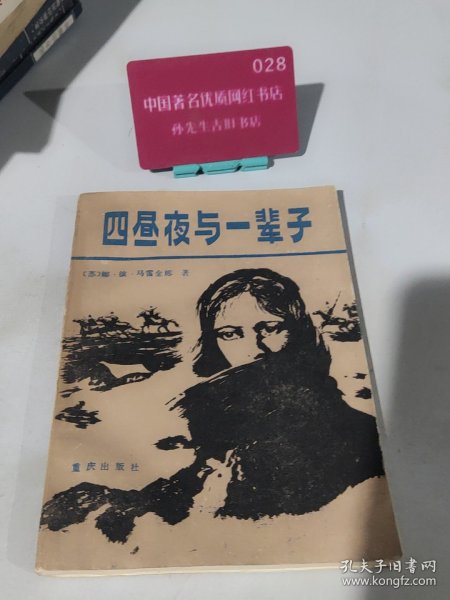 028
中国著名优质网红书店
孙先生古旧书店
四昼夜与一辈子
(苏)娜·缐·马雷金娜 著
重庆出版社
孔夫子旧书网
www.kongfz.com